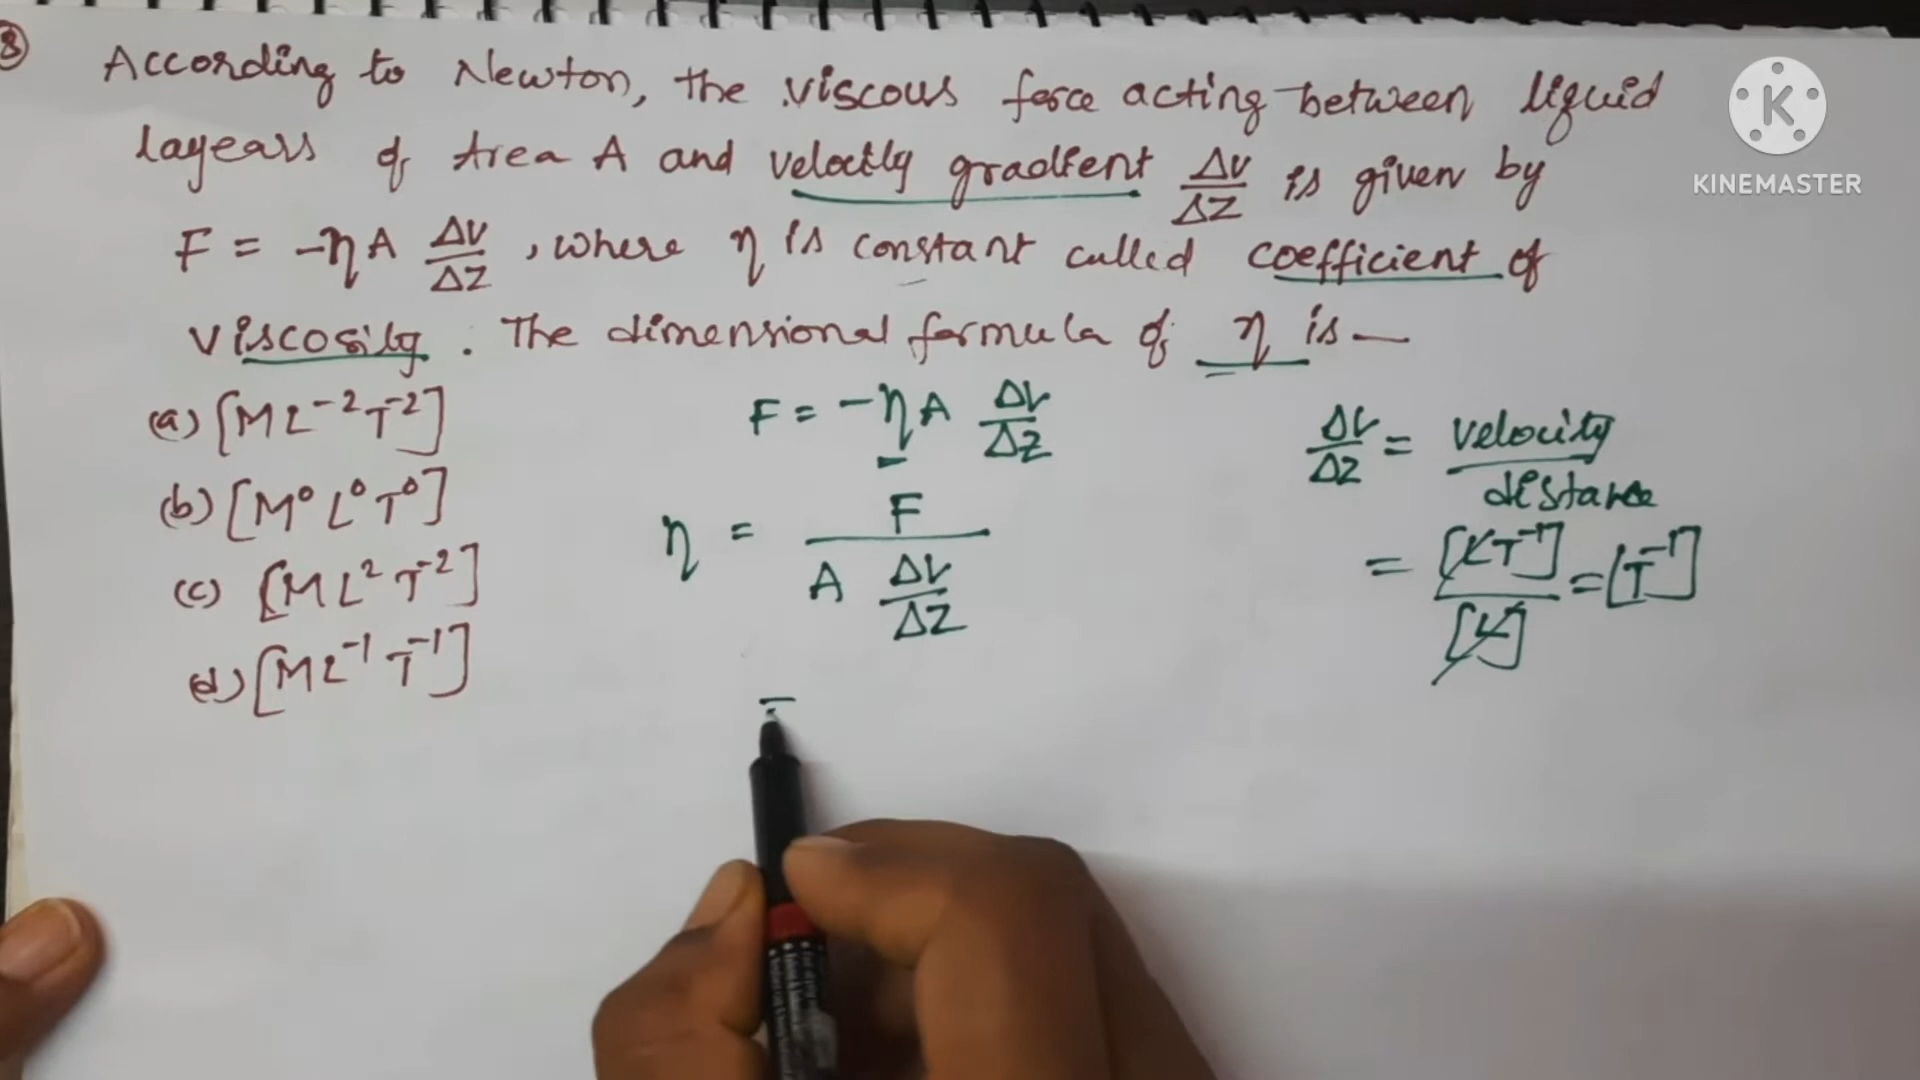 8
According to Newton, the viscous force acting between liquid
layears of Area A and velocity gradient ΔV/ΔZ is given by
F = -ηA ΔV/ΔZ , where η is constant called coefficient of
viscosity . The dimensional formula of η is —
(a) [ML⁻²T⁻²]
(b) [M⁰L⁰T⁰]
(c) [ML²T⁻²]
(d) [ML⁻¹T⁻¹]
F = -ηA ΔV/ΔZ
η = F / A ΔV/ΔZ
ΔV/ΔZ = velocity / distance
= [LT⁻¹] / [L] = [T⁻¹]
K
KINEMASTER